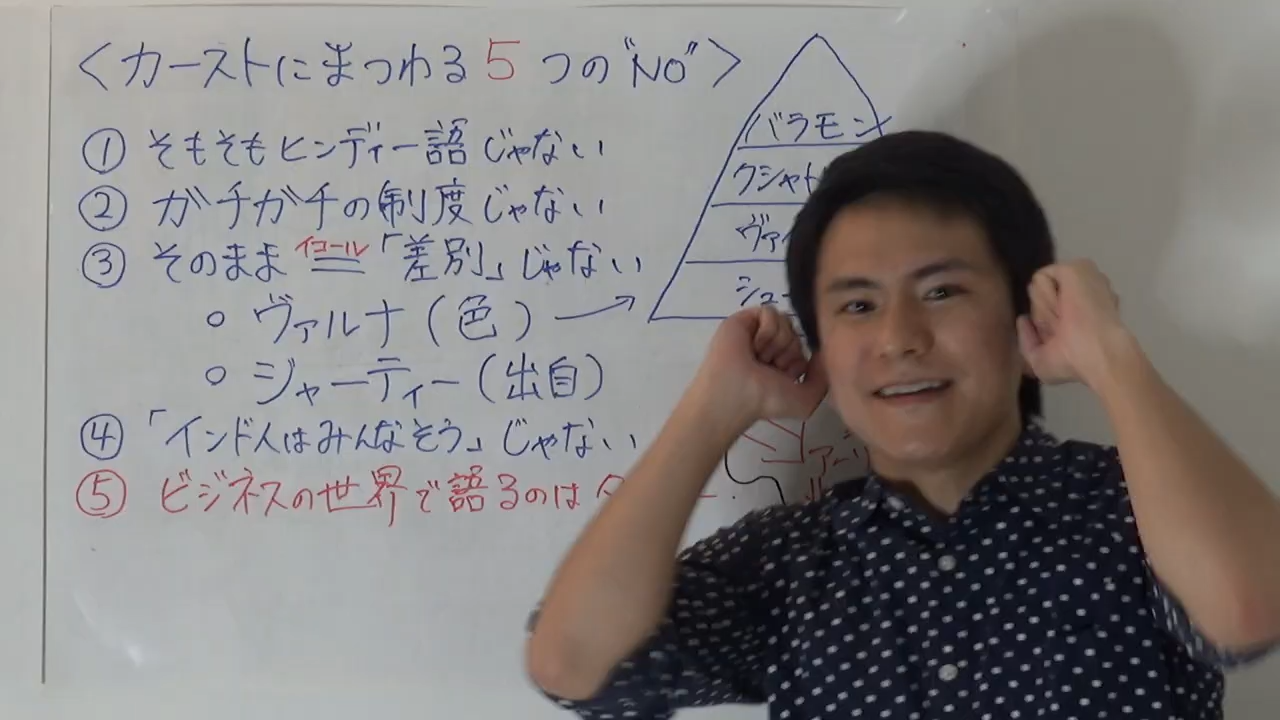 ＜カーストにまつわる5つの"NO"＞
① そもそもヒンディー語じゃない
② ガチガチの制度じゃない
③ そのまま イコール = 「差別」じゃない
○ ヴァルナ（色）→
○ ジャーティー（出自）
④ 「インド人はみんなそう」じゃない
⑤ ビジネスの世界で語るのは
バラモン
クシャト
ヴァイ
シュー